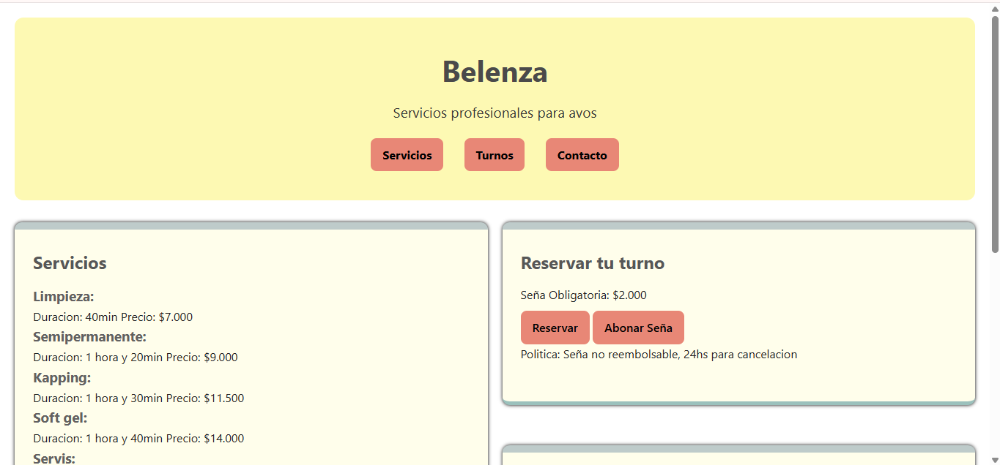 Belenza
Servicios profesionales para avos
Servicios
Turnos
Contacto
Servicios
Limpieza:
Duracion: 40min Precio: $7.000
Semipermanente:
Duracion: 1 hora y 20min Precio: $9.000
Kapping:
Duracion: 1 hora y 30min Precio: $11.500
Soft gel:
Duracion: 1 hora y 40min Precio: $14.000
Servis:
Reservar tu turno
Seña Obligatoria: $2.000
Reservar
Abonar Seña
Politica: Seña no reembolsable, 24hs para cancelacion